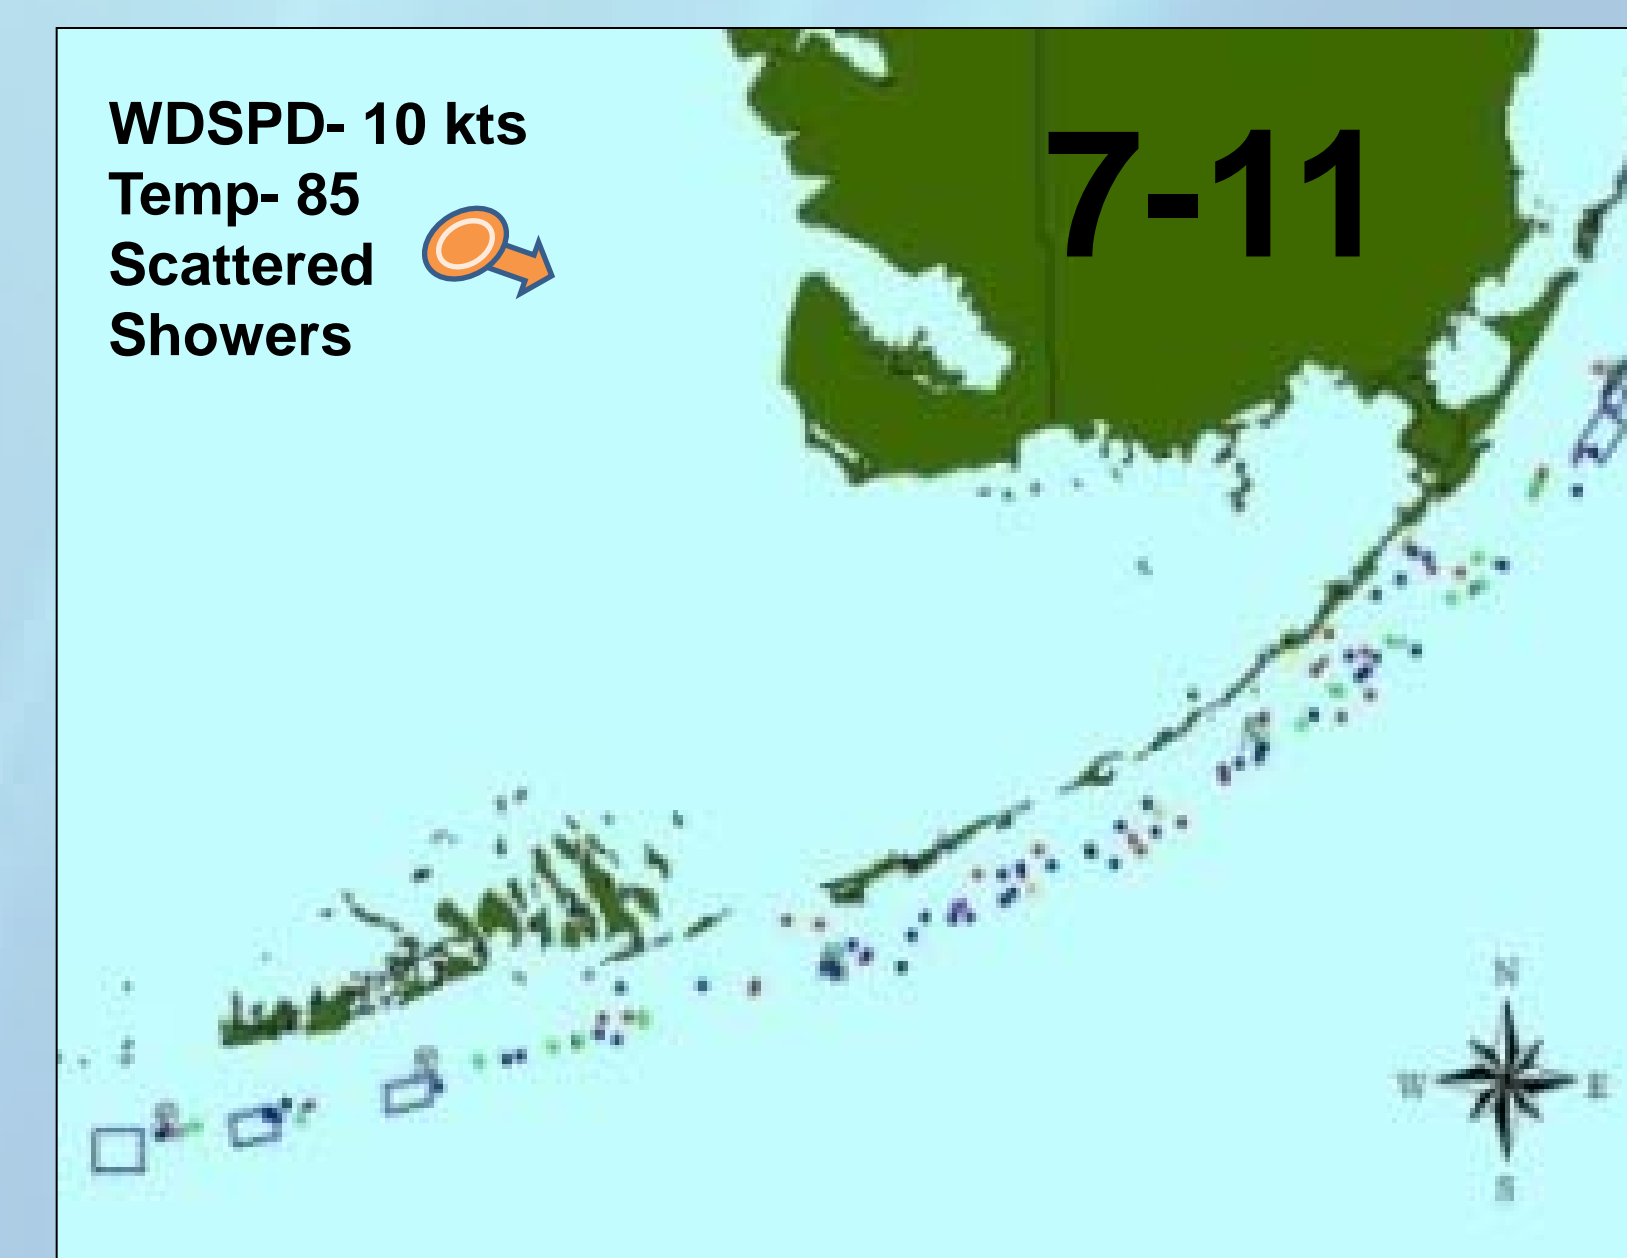 WDSPD- 10 kts
Temp- 85
Scattered
Showers
7-11
N
W
E
S